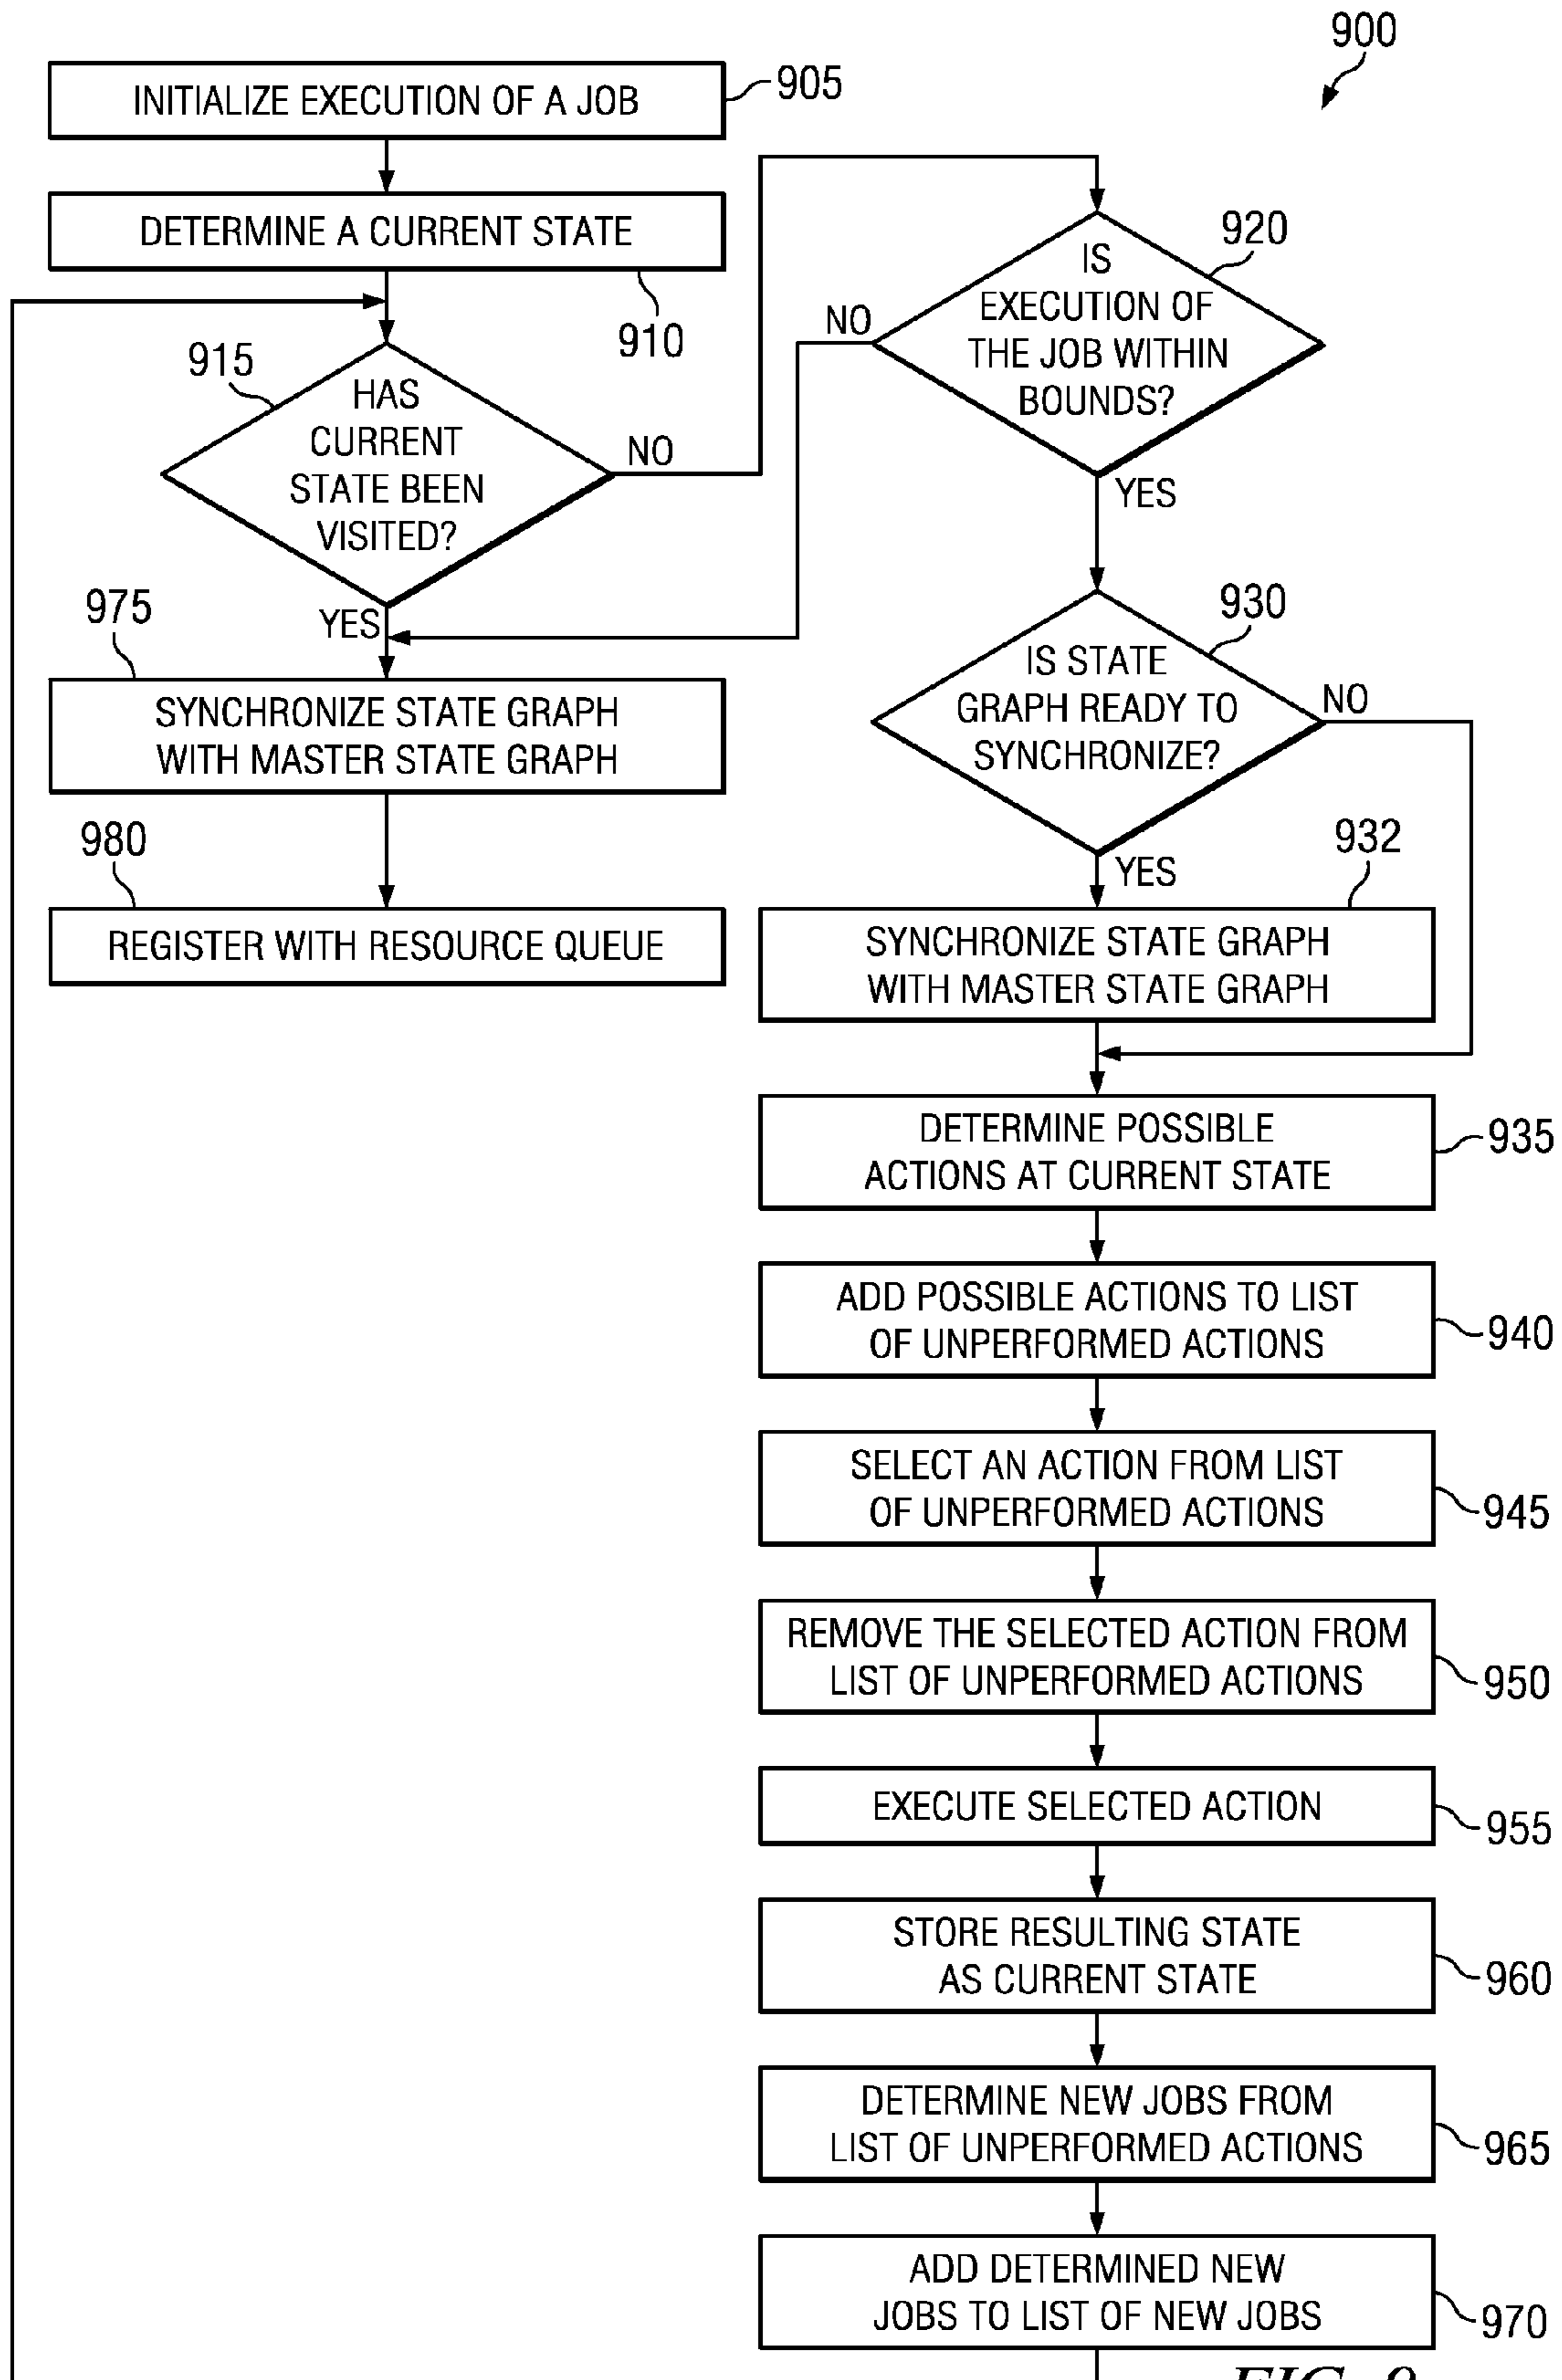 900
INITIALIZE EXECUTION OF A JOB
905
DETERMINE A CURRENT STATE
910
915
HAS
CURRENT
STATE BEEN
VISITED?
NO
YES
975
SYNCHRONIZE STATE GRAPH
WITH MASTER STATE GRAPH
980
REGISTER WITH RESOURCE QUEUE
920
IS
EXECUTION OF
THE JOB WITHIN
BOUNDS?
NO
YES
930
IS STATE
GRAPH READY TO
SYNCHRONIZE?
NO
YES
932
SYNCHRONIZE STATE GRAPH
WITH MASTER STATE GRAPH
DETERMINE POSSIBLE
ACTIONS AT CURRENT STATE
935
ADD POSSIBLE ACTIONS TO LIST
OF UNPERFORMED ACTIONS
940
SELECT AN ACTION FROM LIST
OF UNPERFORMED ACTIONS
945
REMOVE THE SELECTED ACTION FROM
LIST OF UNPERFORMED ACTIONS
950
EXECUTE SELECTED ACTION
955
STORE RESULTING STATE
AS CURRENT STATE
960
DETERMINE NEW JOBS FROM
LIST OF UNPERFORMED ACTIONS
965
ADD DETERMINED NEW
JOBS TO LIST OF NEW JOBS
970